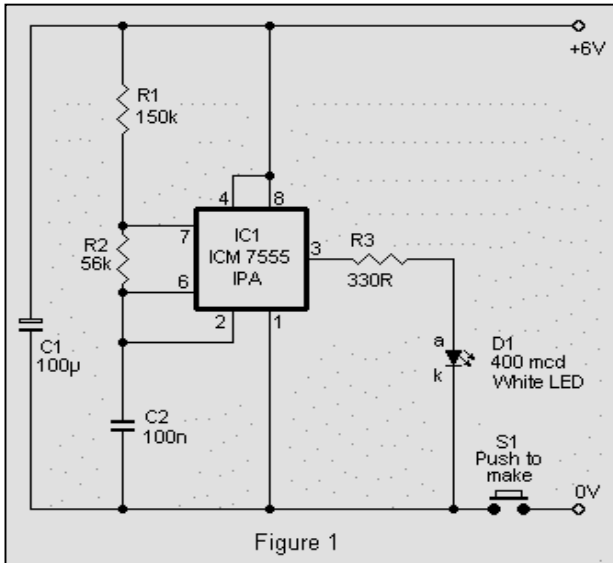 +6V
R1
150k
4
8
7
IC1
ICM 7555
IPA
3
R3
330R
R2
56k
6
2
1
C1
100µ
a
k
D1
400 mcd
White LED
C2
100n
S1
Push to
make
0V
Figure 1